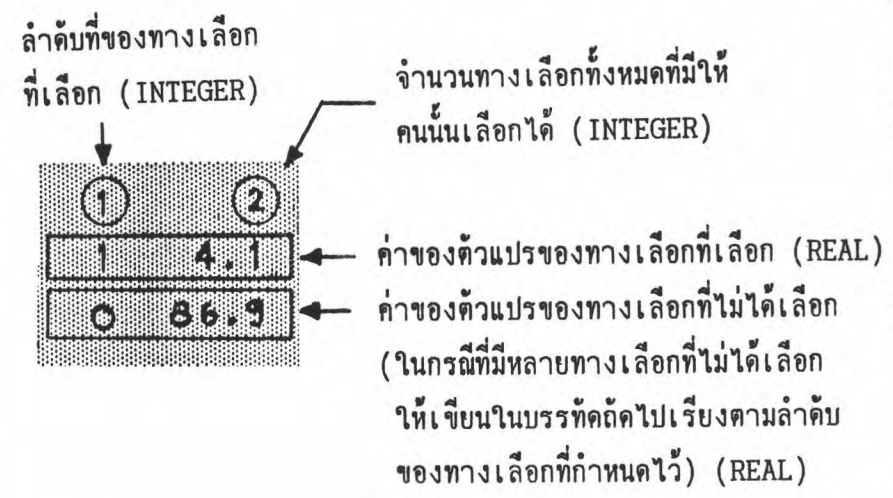 ลำดับที่ของทางเลือก
ที่เลือก (INTEGER)
จำนวนทางเลือกทั้งหมดที่มีให้
คนนั้นเลือกได้ (INTEGER)
1 2
1 4.1
0 86.9
ค่าของตัวแปรของทางเลือกที่เลือก (REAL)
ค่าของตัวแปรของทางเลือกที่ไม่ได้เลือก
(ในกรณีที่มีหลายทางเลือกที่ไม่ได้เลือก
ให้เขียนในบรรทัดถัดไปเรียงตามลำดับ
ของทางเลือกที่กำหนดไว้) (REAL)